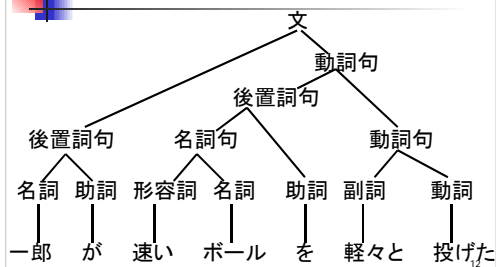 文
動詞句
後置詞句
後置詞句 名詞句 動詞句
名詞 助詞 形容詞 名詞 助詞 副詞 動詞
一郎 が 速い ボール を 軽々と 投げた
12